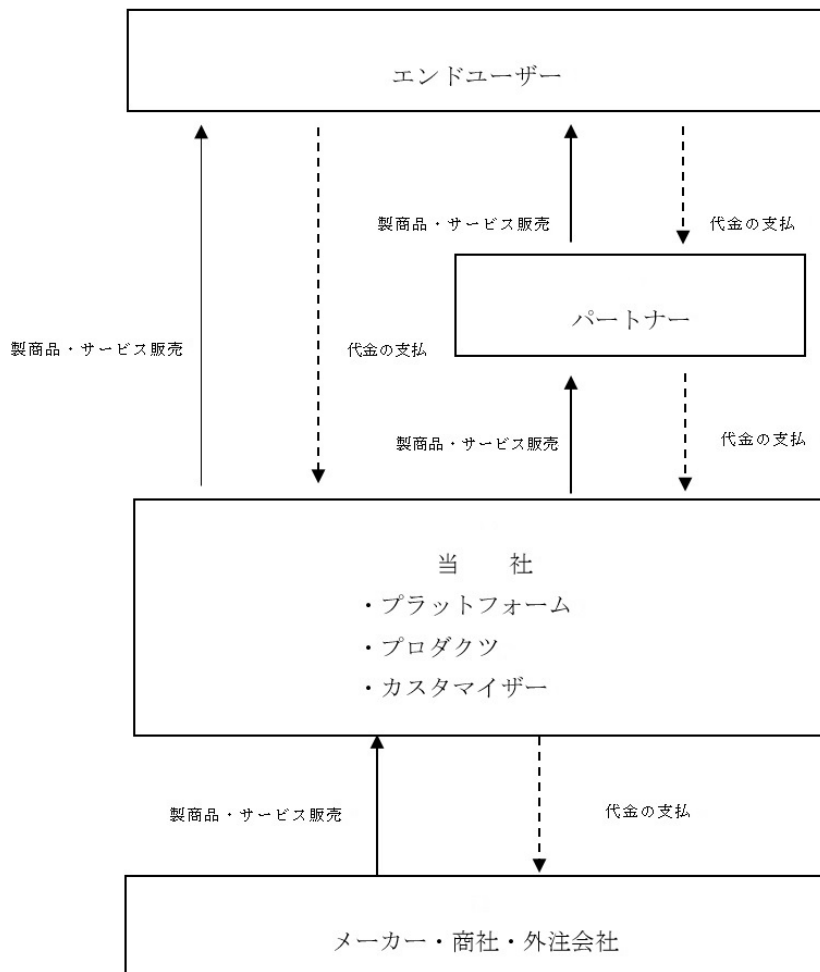 エンドユーザー
製商品・サービス販売
代金の支払
パートナー
製商品・サービス販売
代金の支払
製商品・サービス販売
代金の支払
当　　社
・プラットフォーム
・プロダクツ
・カスタマイザー
製商品・サービス販売
代金の支払
メーカー・商社・外注会社